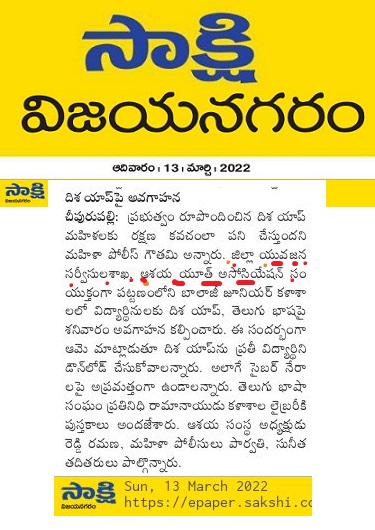 సాక్షి
విజయనగరం
ఆదివారం : 13 : మార్చి : 2022
సాక్షి
విజయనగరం
దిశ యాప్‌పై అవగాహన
చీపురుపల్లి: ప్రభుత్వం రూపొందించిన దిశ యాప్
మహిళలకు రక్షణ కవచంలా పని చేస్తుందని
మహిళా పోలీస్ గౌతమి అన్నారు. జిల్లా యువజన
సర్వీసులశాఖ, ఆశయ యూత్ అసోసియేషన్ సం
యుక్తంగా పట్టణంలోని బాలాజీ జూనియర్ కళాశా
లలో విద్యార్థినులకు దిశ యాప్, తెలుగు భాషపై
శనివారం అవగాహన కల్పించారు. ఈ సందర్భంగా
ఆమె మాట్లాడుతూ దిశ యాప్‌ను ప్రతీ విద్యార్థిని
డౌన్‌లోడ్ చేసుకోవాలన్నారు. అలాగే సైబర్ నేరా
లపై అప్రమత్తంగా ఉండాలన్నారు. తెలుగు భాషా
సంఘం ప్రతినిధి రామానాయుడు కళాశాల లైబ్రరీకి
పుస్తకాలు అందజేశారు. ఆశయ సంస్థ అధ్యక్షుడు
రెడ్డి రమణ, మహిళా పోలీసులు పార్వతి, సునీత
తదితరులు పాల్గొన్నారు.
సాక్షి
విజయనగరం
Sun, 13 March 2022
https://epaper.sakshi.co